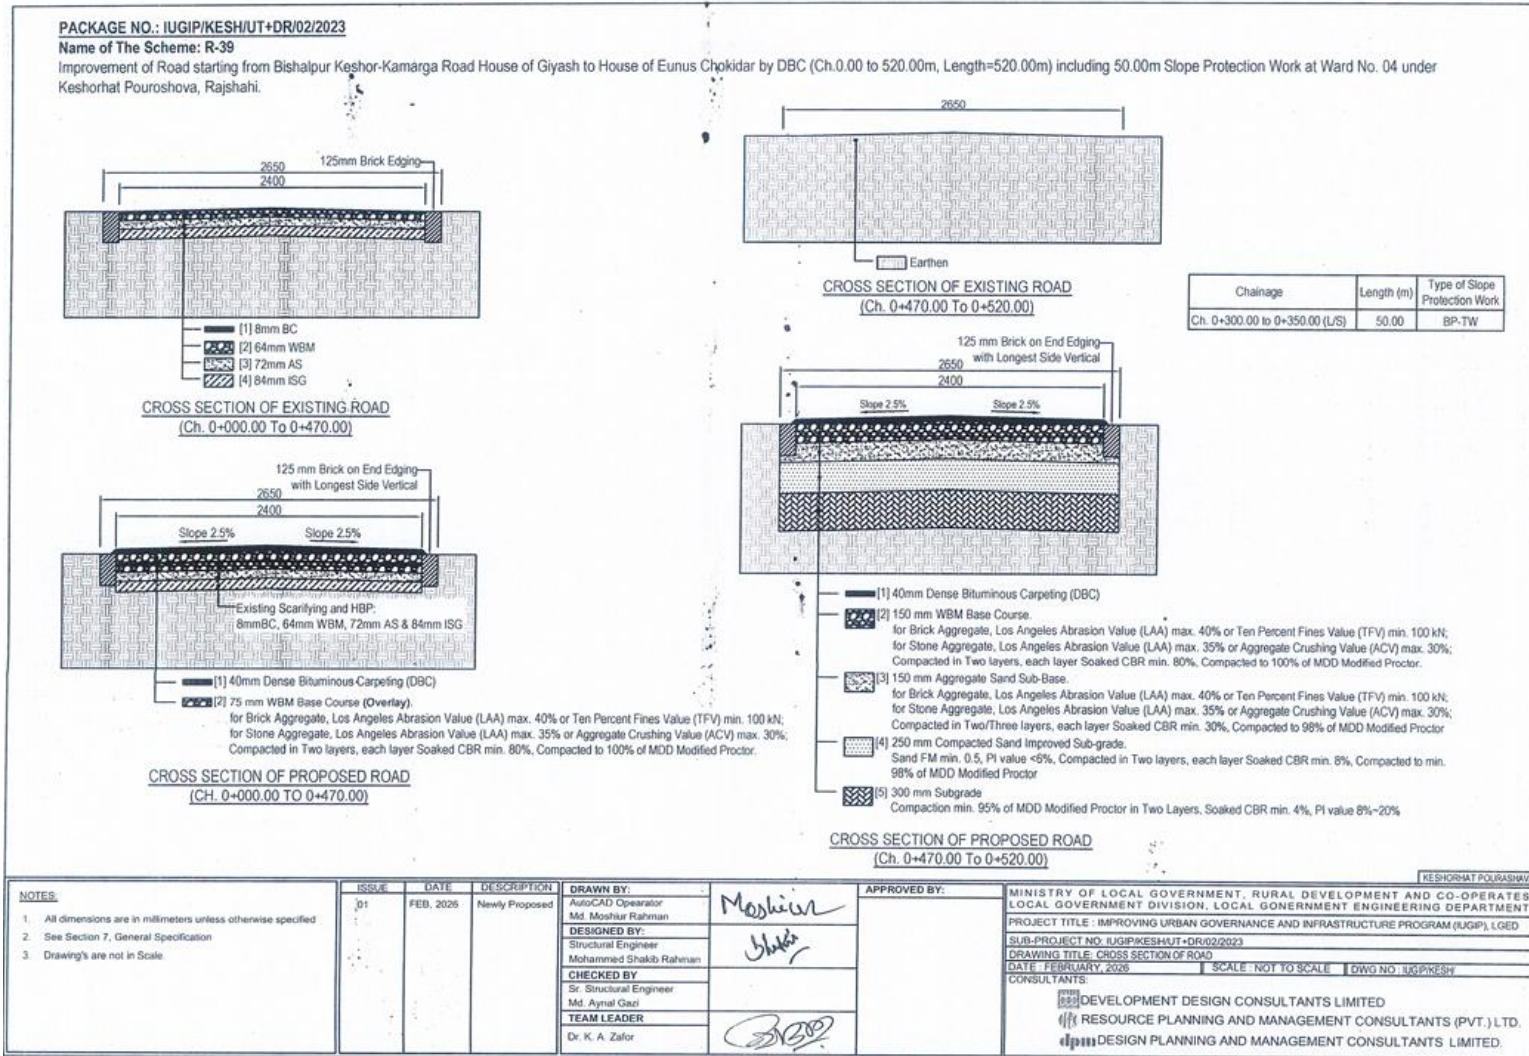 PACKAGE NO.: IUGIP/KESH/UT+DR/02/2023
Name of The Scheme: R-39
Improvement of Road starting from Bishalpur Keshor-Kamarga Road House of Giyash to House of Eunus Chokidar by DBC (Ch.0.00 to 520.00m, Length=520.00m) including 50.00m Slope Protection Work at Ward No. 04 under
Keshorhat Pouroshova, Rajshahi.
2650
2400
125mm Brick Edging
[1] 8mm BC
[2] 64mm WBM
[3] 72mm AS
[4] 84mm ISG
CROSS SECTION OF EXISTING ROAD
(Ch. 0+000.00 To 0+470.00)
2650
Earthen
CROSS SECTION OF EXISTING ROAD
(Ch. 0+470.00 To 0+520.00)
Chainage
Length (m)
Type of Slope
Protection Work
Ch. 0+300.00 to 0+350.00 (L/S)
50.00
BP-TW
125 mm Brick on End Edging
with Longest Side Vertical
2650
2400
Slope 2.5%
Slope 2.5%
Existing Scarifying and HBP:
8mmBC, 64mm WBM, 72mm AS & 84mm ISG
[1] 40mm Dense Bituminous Carpeting (DBC)
[2] 75 mm WBM Base Course (Overlay).
for Brick Aggregate, Los Angeles Abrasion Value (LAA) max. 40% or Ten Percent Fines Value (TFV) min. 100 kN;
for Stone Aggregate, Los Angeles Abrasion Value (LAA) max. 35% or Aggregate Crushing Value (ACV) max. 30%;
Compacted in Two layers, each layer Soaked CBR min. 80%, Compacted to 100% of MDD Modified Proctor.
CROSS SECTION OF PROPOSED ROAD
(CH. 0+000.00 TO 0+470.00)
125 mm Brick on End Edging
with Longest Side Vertical
2650
2400
Slope 2.5%
Slope 2.5%
[1] 40mm Dense Bituminous Carpeting (DBC)
[2] 150 mm WBM Base Course.
for Brick Aggregate, Los Angeles Abrasion Value (LAA) max. 40% or Ten Percent Fines Value (TFV) min. 100 kN;
for Stone Aggregate, Los Angeles Abrasion Value (LAA) max. 35% or Aggregate Crushing Value (ACV) max. 30%;
Compacted in Two layers, each layer Soaked CBR min. 80%, Compacted to 100% of MDD Modified Proctor.
[3] 150 mm Aggregate Sand Sub-Base.
for Brick Aggregate, Los Angeles Abrasion Value (LAA) max. 40% or Ten Percent Fines Value (TFV) min. 100 kN;
for Stone Aggregate, Los Angeles Abrasion Value (LAA) max. 35% or Aggregate Crushing Value (ACV) max. 30%;
Compacted in Two/Three layers, each layer Soaked CBR min. 30%, Compacted to 98% of MDD Modified Proctor
[4] 250 mm Compacted Sand Improved Sub-grade.
Sand FM min. 0.5, PI value <6%, Compacted in Two layers, each layer Soaked CBR min. 8%, Compacted to min.
98% of MDD Modified Proctor
[5] 300 mm Subgrade
Compaction min. 95% of MDD Modified Proctor in Two Layers, Soaked CBR min. 4%, PI value 8%~20%
CROSS SECTION OF PROPOSED ROAD
(Ch. 0+470.00 To 0+520.00)
NOTES:
1. All dimensions are in millimeters unless otherwise specified
2. See Section 7, General Specification
3. Drawing's are not in Scale.
ISSUE DATE DESCRIPTION
01 FEB, 2026 Newly Proposed
DRAWN BY:
AutoCAD Opearator
Md. Moshiur Rahman
Moshiur
DESIGNED BY:
Structural Engineer
Mohammed Shakib Rahman
CHECKED BY
Sr. Structural Engineer
Md. Aynal Gazi
TEAM LEADER
Dr. K. A. Zafor
APPROVED BY:
KESHORHAT POURASHAVA
MINISTRY OF LOCAL GOVERNMENT, RURAL DEVELOPMENT AND CO-OPERATES
LOCAL GOVERNMENT DIVISION, LOCAL GONERNMENT ENGINEERING DEPARTMENT
PROJECT TITLE : IMPROVING URBAN GOVERNANCE AND INFRASTRUCTURE PROGRAM (IUGIP), LGED
SUB-PROJECT NO: IUGIP/KESH/UT+DR/02/2023
DRAWING TITLE: CROSS SECTION OF ROAD
DATE : FEBRUARY, 2026 SCALE : NOT TO SCALE DWG NO : IUGIP/KESH/
CONSULTANTS:
DEVELOPMENT DESIGN CONSULTANTS LIMITED
RESOURCE PLANNING AND MANAGEMENT CONSULTANTS (PVT.) LTD.
dpm DESIGN PLANNING AND MANAGEMENT CONSULTANTS LIMITED.